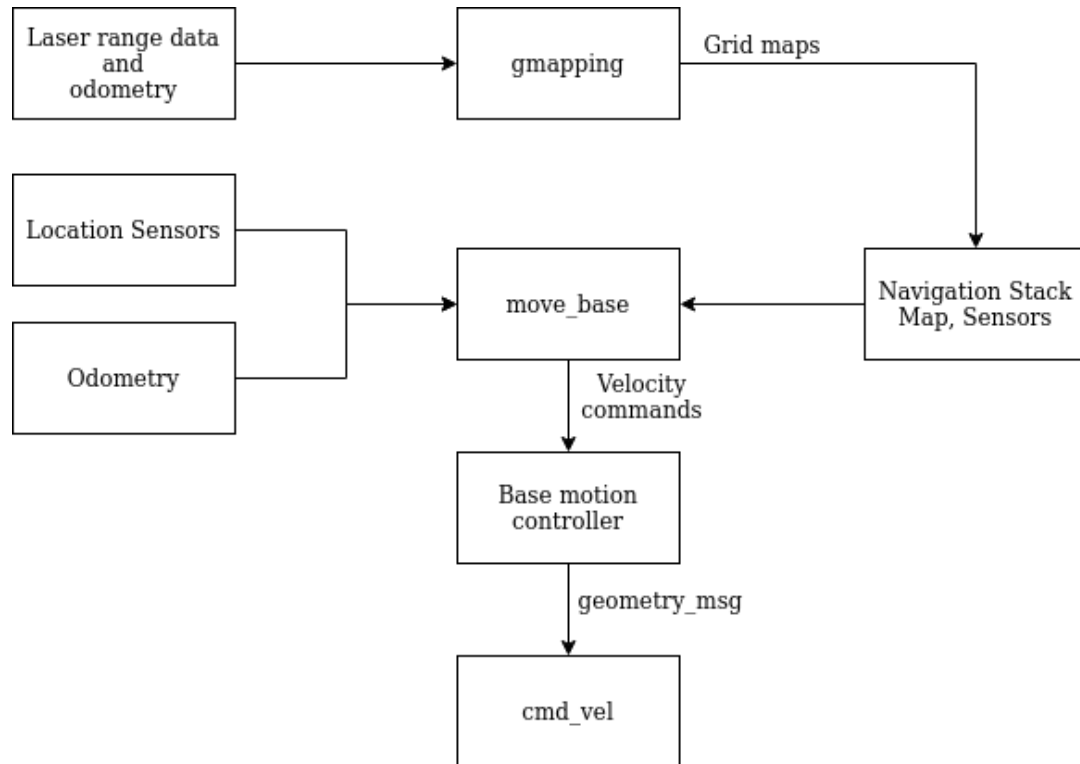 Laser range data
and
odometry
gmapping
Grid maps
Location Sensors
Odometry
move_base
Navigation Stack
Map, Sensors
Velocity
commands
Base motion
controller
geometry_msg
cmd_vel